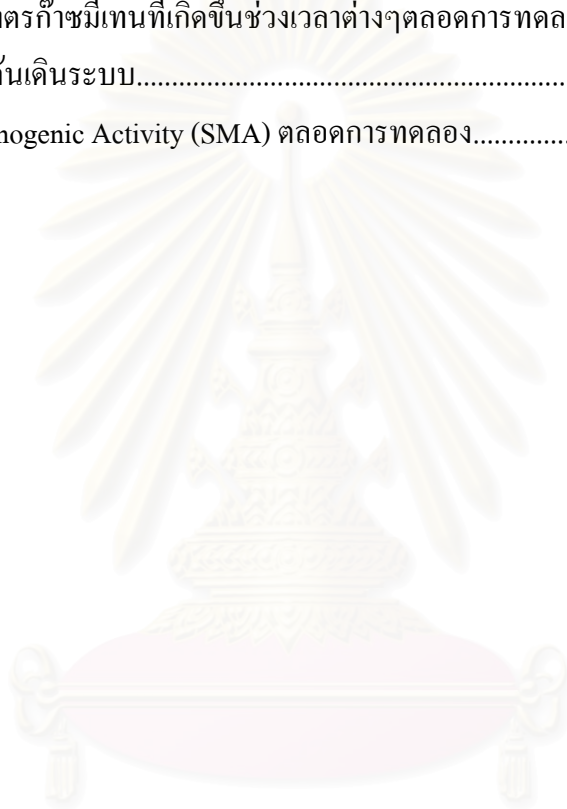 ตรก๊าซมีเทนที่เกิดขึ้นช่วงเวลาต่างๆตลอดการทดล
นเดินระบบ................................................................
nogenic Activity (SMA) ตลอดการทดลอง..............